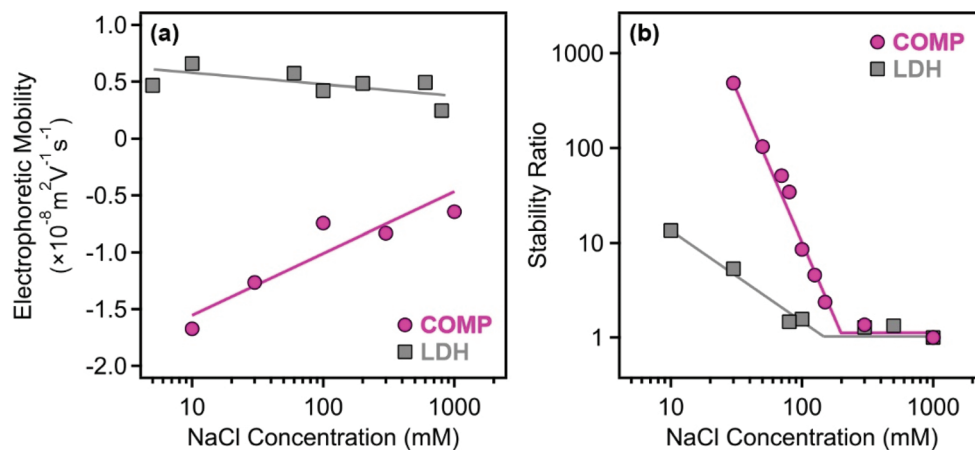 (a)
1.0
0.5
0
-0.5
-1.0
-1.5
-2.0
Electrophoretic Mobility
(×10⁻⁸m²V⁻¹s⁻¹)
COMP
LDH
10
100
1000
NaCl Concentration (mM)
(b)
COMP
LDH
1000
100
10
1
Stability Ratio
10
100
1000
NaCl Concentration (mM)